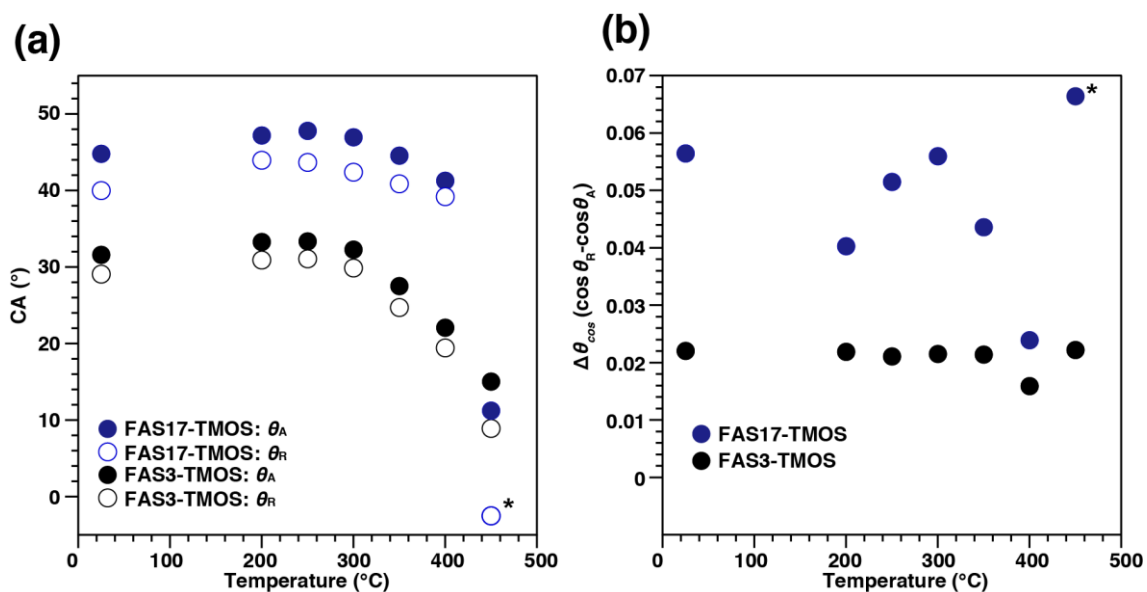 (a)
CA (°)
50
40
30
20
10
0
FAS17-TMOS: θA
FAS17-TMOS: θR
FAS3-TMOS: θA
FAS3-TMOS: θR
*
0 100 200 300 400 500
Temperature (°C)
(b)
Δθcos (cos θR-cosθA)
0.07
0.06
0.05
0.04
0.03
0.02
0.01
0
*
FAS17-TMOS
FAS3-TMOS
0 100 200 300 400 500
Temperature (°C)